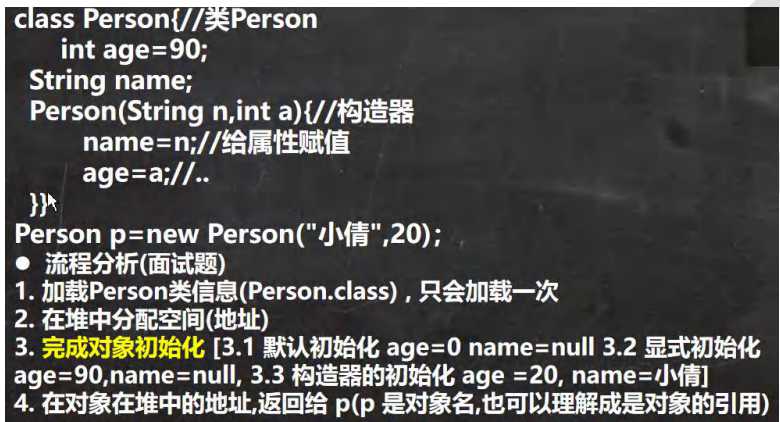 class Person{//类Person
int age=90;
String name;
Person(String n,int a){//构造器
name=n;//给属性赋值
age=a;//..
}}
Person p=new Person("小倩",20);
● 流程分析(面试题)
1. 加载Person类信息(Person.class)，只会加载一次
2. 在堆中分配空间(地址)
3. 完成对象初始化 [3.1 默认初始化 age=0 name=null 3.2 显式初始化
age=90,name=null, 3.3 构造器的初始化 age =20, name=小倩]
4. 在对象在堆中的地址,返回给 p(p 是对象名,也可以理解成是对象的引用)